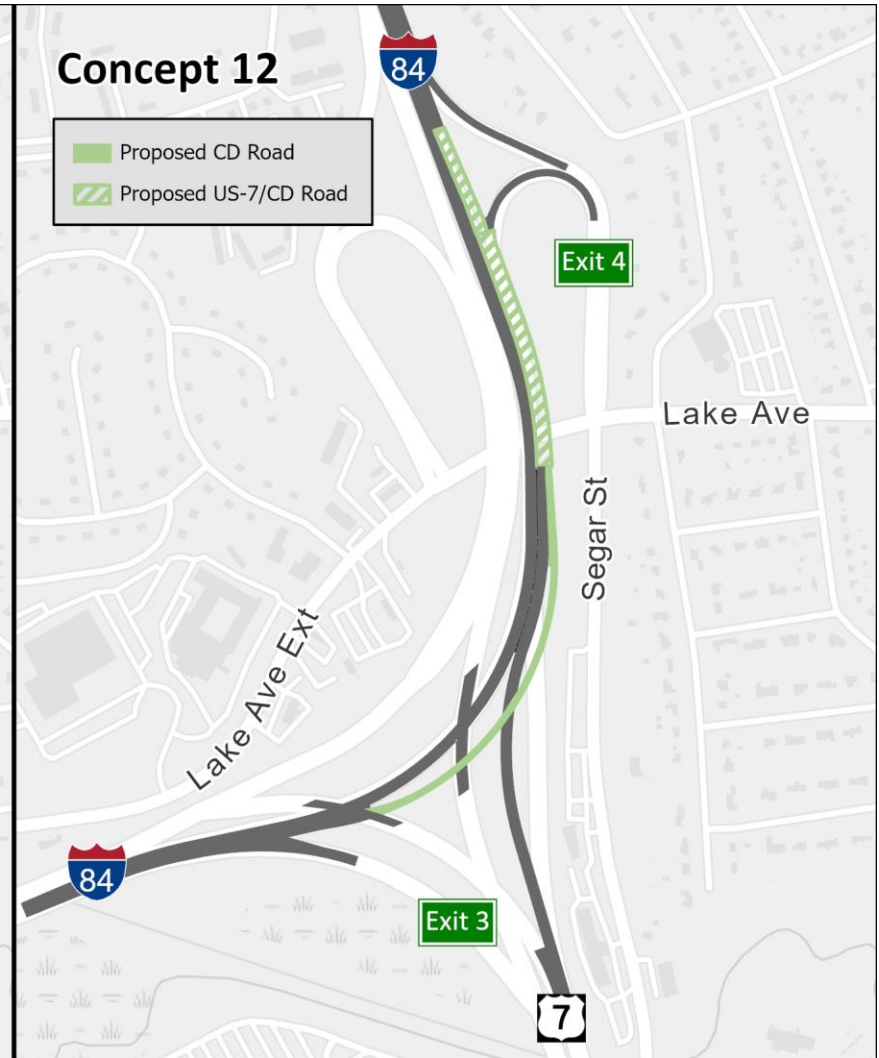 Concept 12
84
Proposed CD Road
Proposed US-7/CD Road
Exit 4
Lake Ave
Segar St
Lake Ave Ext
84
Exit 3
7